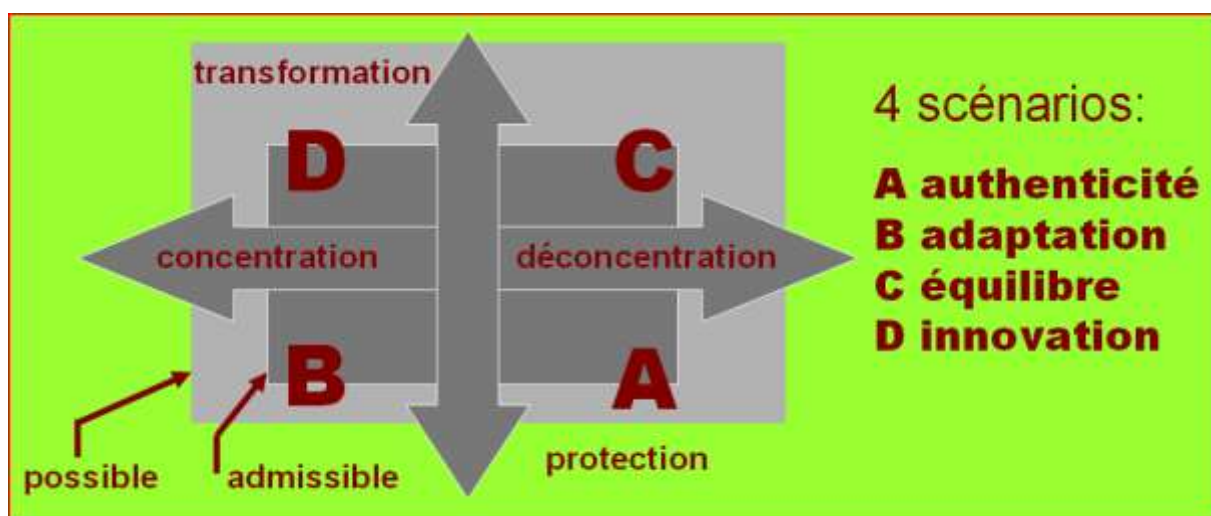 transformation
D
C
concentration
déconcentration
B
A
possible
admissible
protection
4 scénarios:
A authenticité
B adaptation
C équilibre
D innovation